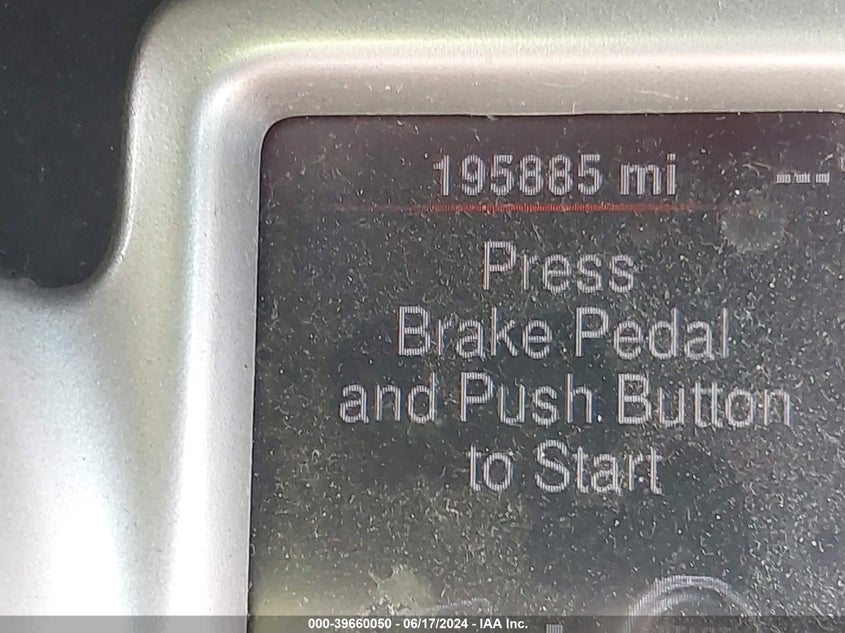 195885 mi ---
Press
Brake Pedal
and Push Button
to Start
000-39660050 - 06/17/2024 - IAA Inc.